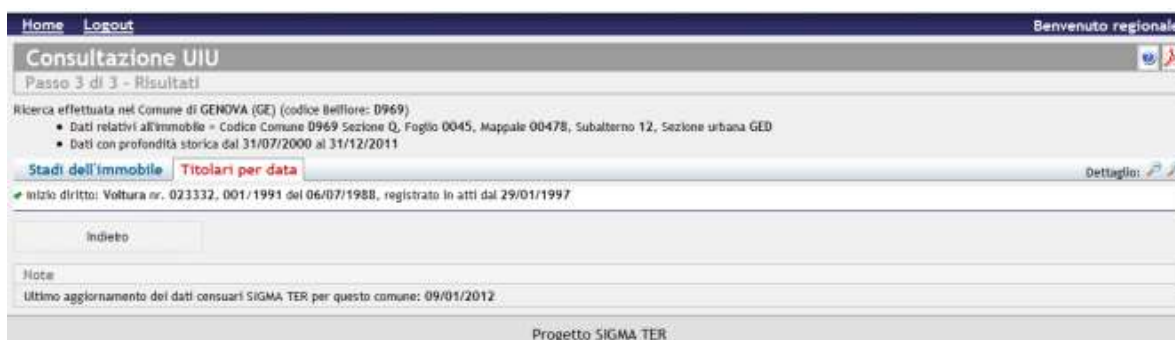 Home Logout Benvenuto regionale
Consultazione UIU
Passo 3 di 3 - Risultati
Ricerca effettuata nel Comune di GENOVA (GE) (codice Belfiore: D969)
• Dati relativi all'immobile - Codice Comune D969 Sezione Q, Foglio 0045, Mappale 00478, Subalterno 12, Sezione urbana GED
• Dati con profondità storica dal 31/07/2000 al 31/12/2011
Stadi dell'immobile Titolari per data Dettaglio:
Inizio diritto: Voltura nr. 023332, 001/1991 del 06/07/1988, registrato in atti dal 29/01/1997
Indietro
Note
Ultimo aggiornamento dei dati censuari SIGMA TER per questo comune: 09/01/2012
Progetto SIGMA TER